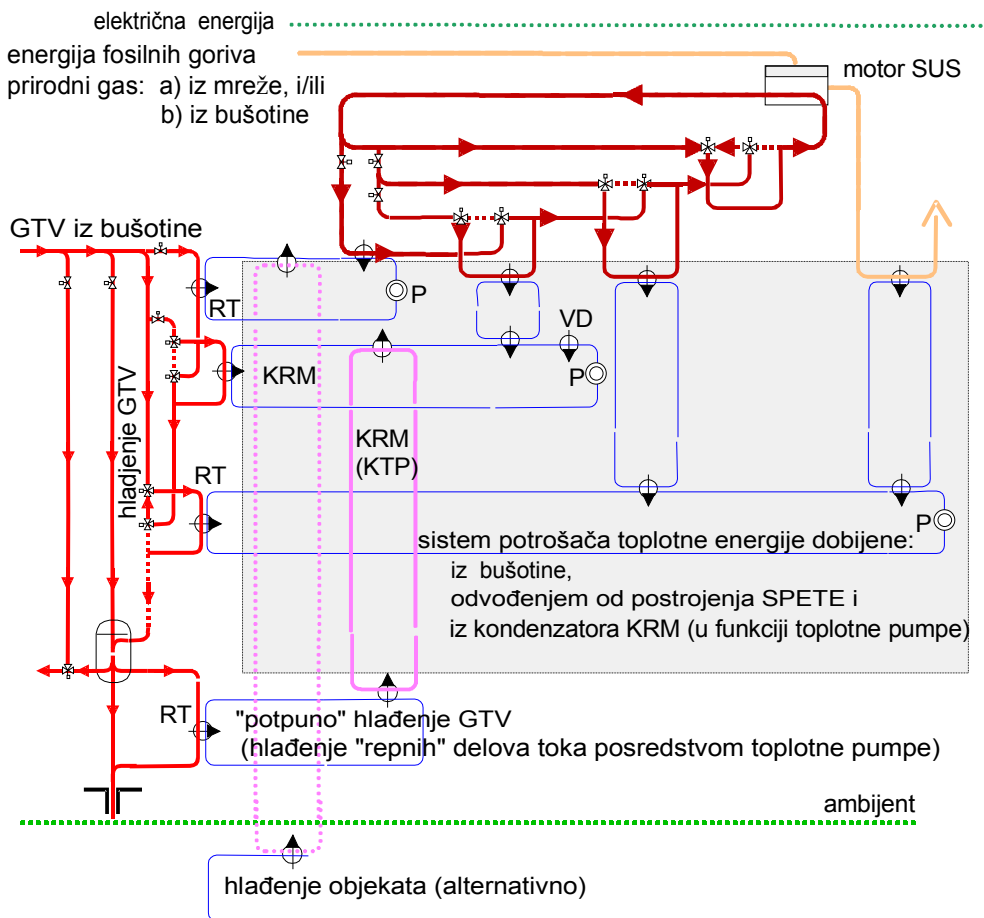 električna energija
energija fosilnih goriva
prirodni gas: a) iz mreže, i/ili
b) iz bušotine
motor SUS
GTV iz bušotine
RT
P
VD
KRM
P
hladjenje GTV
KRM
(KTP)
RT
P
sistem potrošača toplotne energije dobijene:
iz bušotine,
odvođenjem od postrojenja SPETE i
iz kondenzatora KRM (u funkciji toplotne pumpe)
RT
"potpuno" hlađenje GTV
(hlađenje "repnih" delova toka posredstvom toplotne pumpe)
ambijent
hlađenje objekata (alternativno)